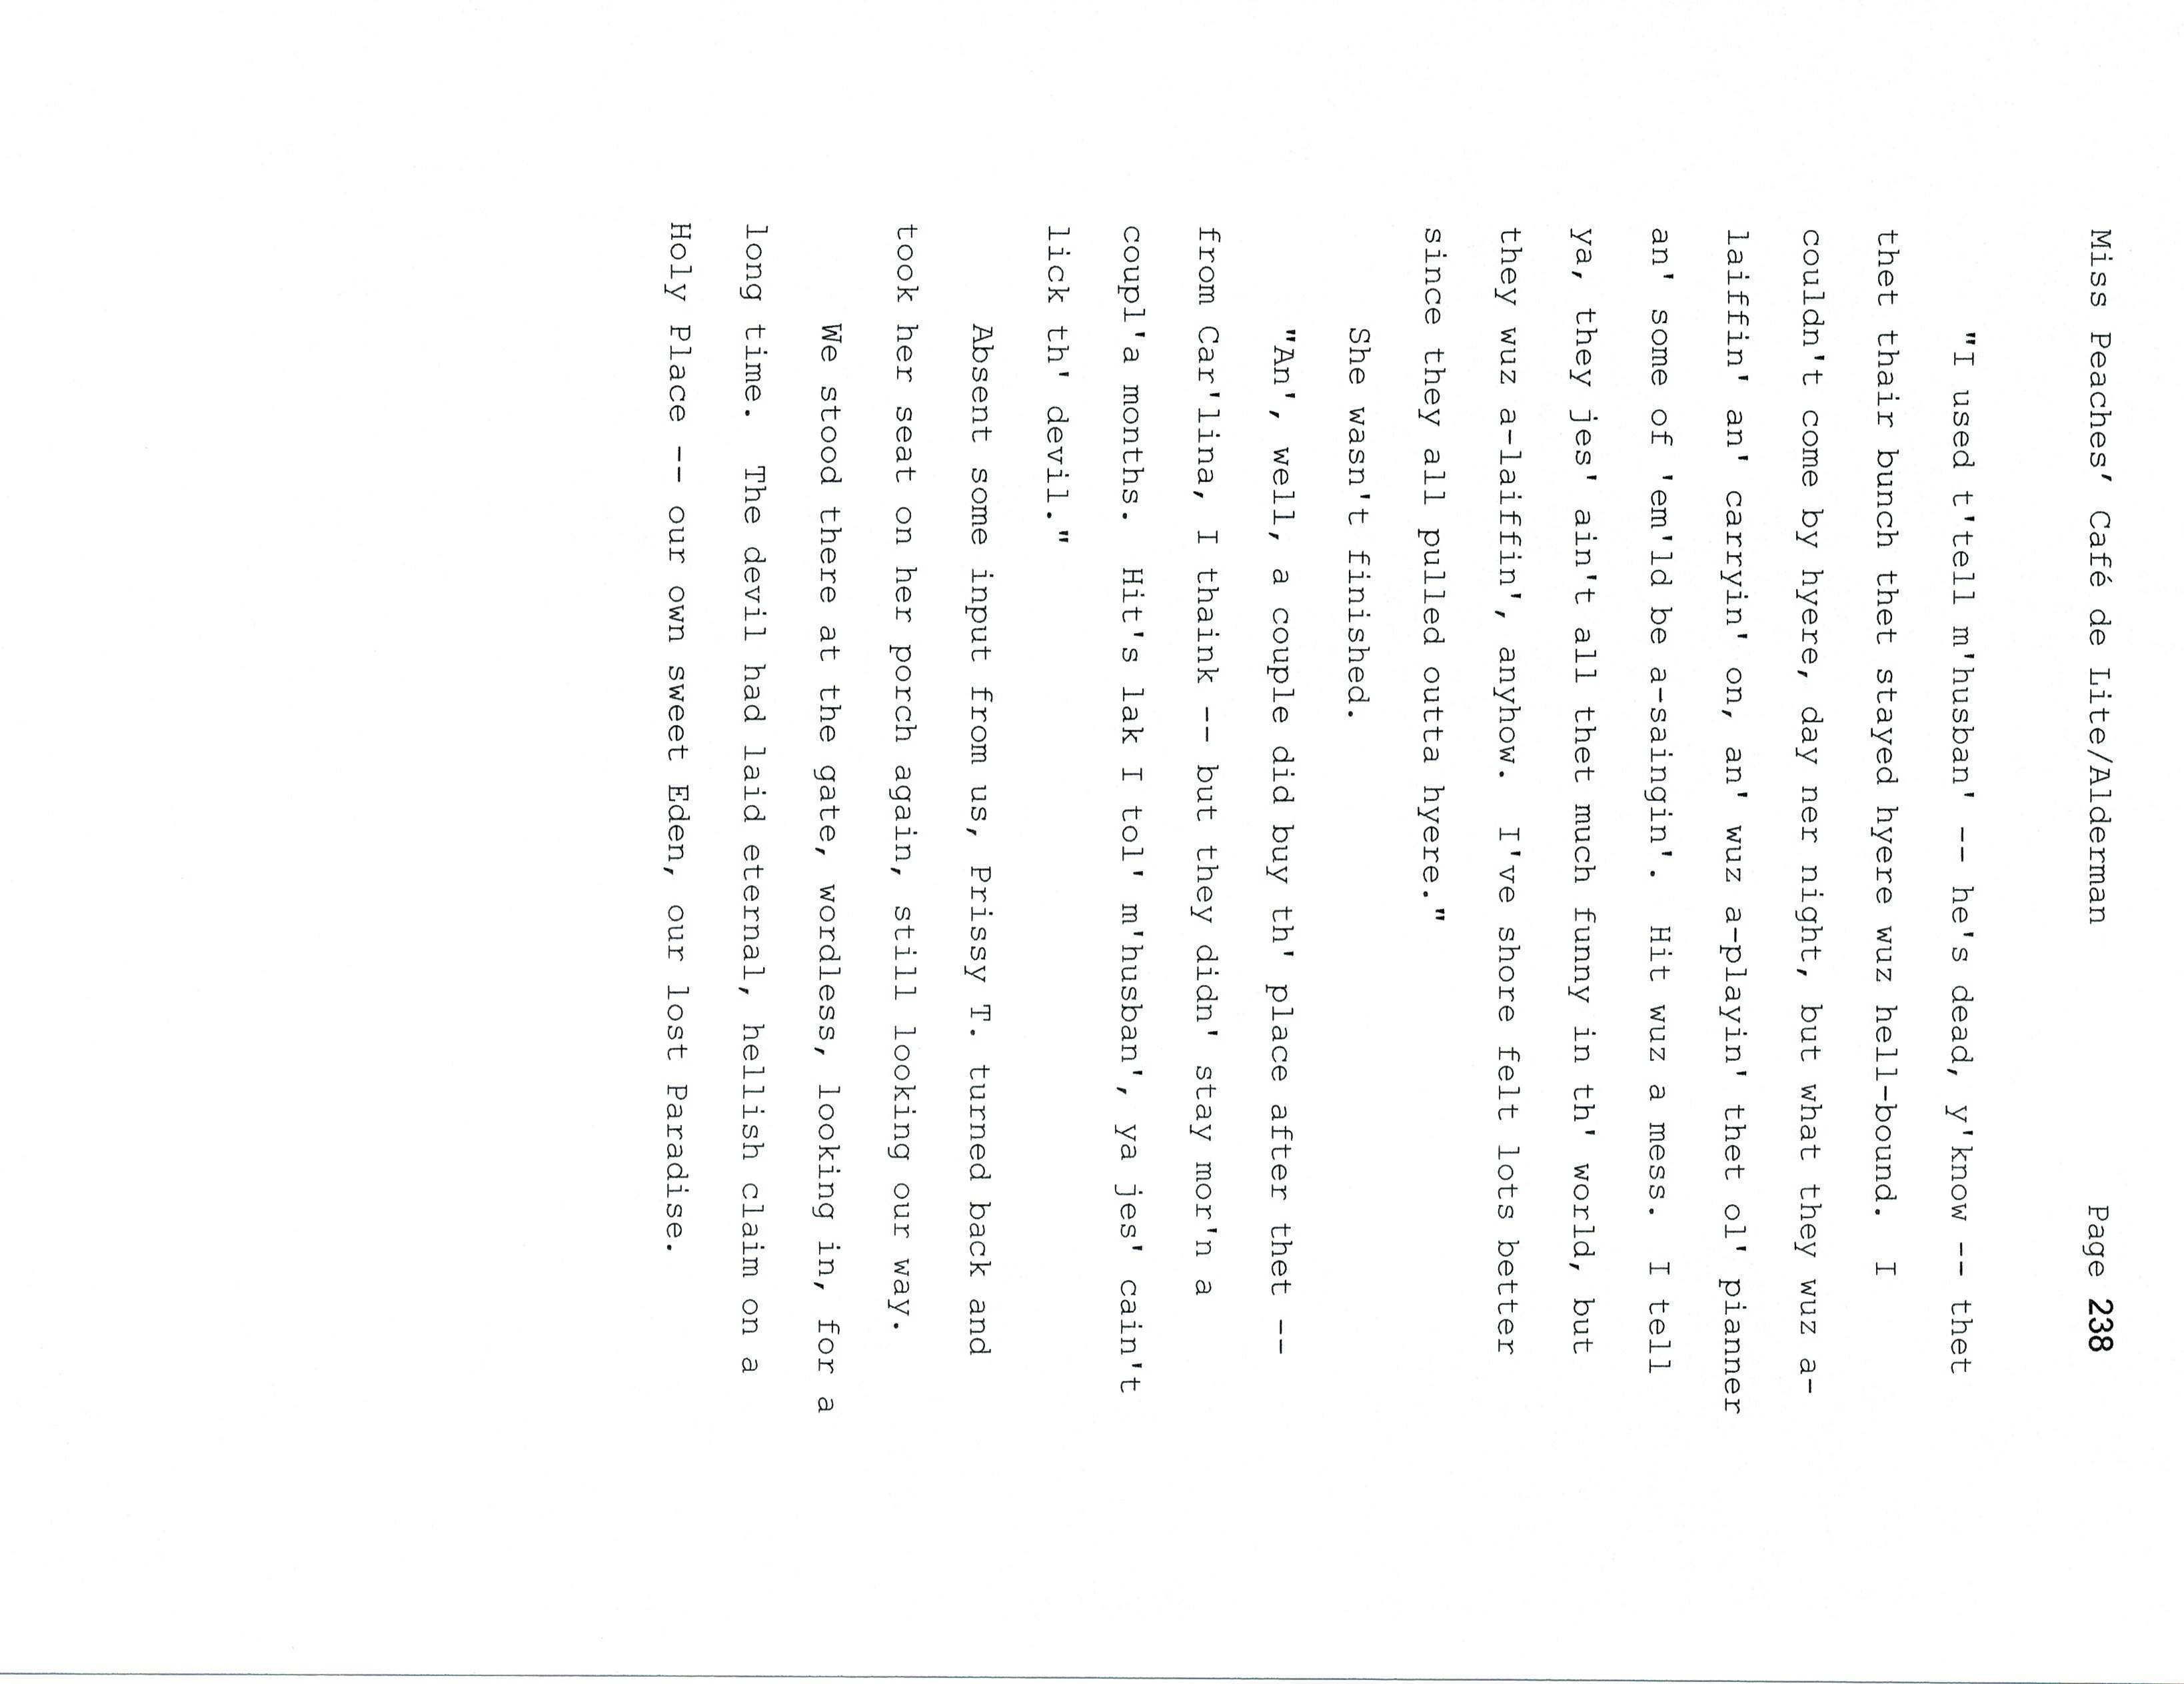 Miss Peaches’ Café de Lite/Alderman Page 238
"I used t'tell m'husban' -- he's dead, y'know -- thet
thet thair bunch thet stayed hyere wuz hell-bound.  I
couldn't come by hyere, day ner night, but what they wuz a-
laiffin' an' carryin' on, an' wuz a-playin' thet ol' pianner
an' some of 'em'ld be a-saingin'.  Hit wuz a mess.  I tell
ya, they jes' ain't all thet much funny in th' world, but
they wuz a-laiffin', anyhow.  I've shore felt lots better
since they all pulled outta hyere."
She wasn't finished.
"An', well, a couple did buy th' place after thet --
from Car'lina, I thaink -- but they didn' stay mor'n a
coupl'a months.  Hit's lak I tol' m'husban', ya jes' cain't
lick th' devil."
Absent some input from us, Prissy T. turned back and
took her seat on her porch again, still looking our way.
We stood there at the gate, wordless, looking in, for a
long time.  The devil had laid eternal, hellish claim on a
Holy Place -- our own sweet Eden, our lost Paradise.